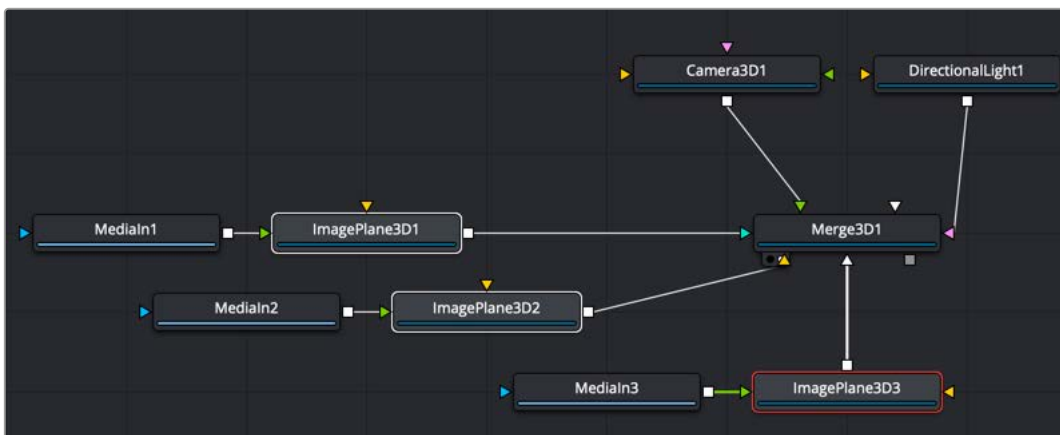 Camera3D1
DirectionalLight1
MediaIn1
ImagePlane3D1
Merge3D1
MediaIn2
ImagePlane3D2
MediaIn3
ImagePlane3D3